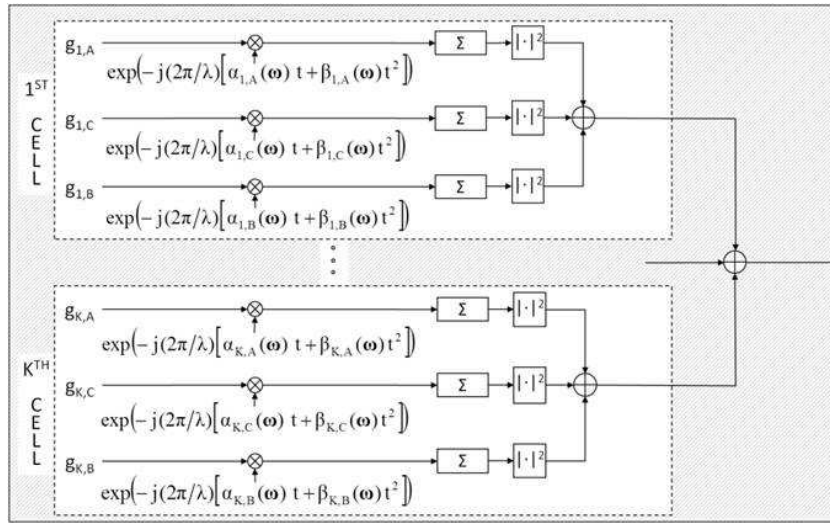 g1,A Σ |·|²
exp(−j(2π/λ)[α1,A(ω) t+β1,A(ω)t²])
1ST
g1,C Σ |·|²
CELL
exp(−j(2π/λ)[α1,C(ω) t+β1,C(ω)t²])
g1,B Σ |·|²
exp(−j(2π/λ)[α1,B(ω) t+β1,B(ω)t²])
gK,A Σ |·|²
exp(−j(2π/λ)[αK,A(ω) t+βK,A(ω)t²])
KTH
gK,C Σ |·|²
CELL
exp(−j(2π/λ)[αK,C(ω) t+βK,C(ω)t²])
gK,B Σ |·|²
exp(−j(2π/λ)[αK,B(ω) t+βK,B(ω)t²])